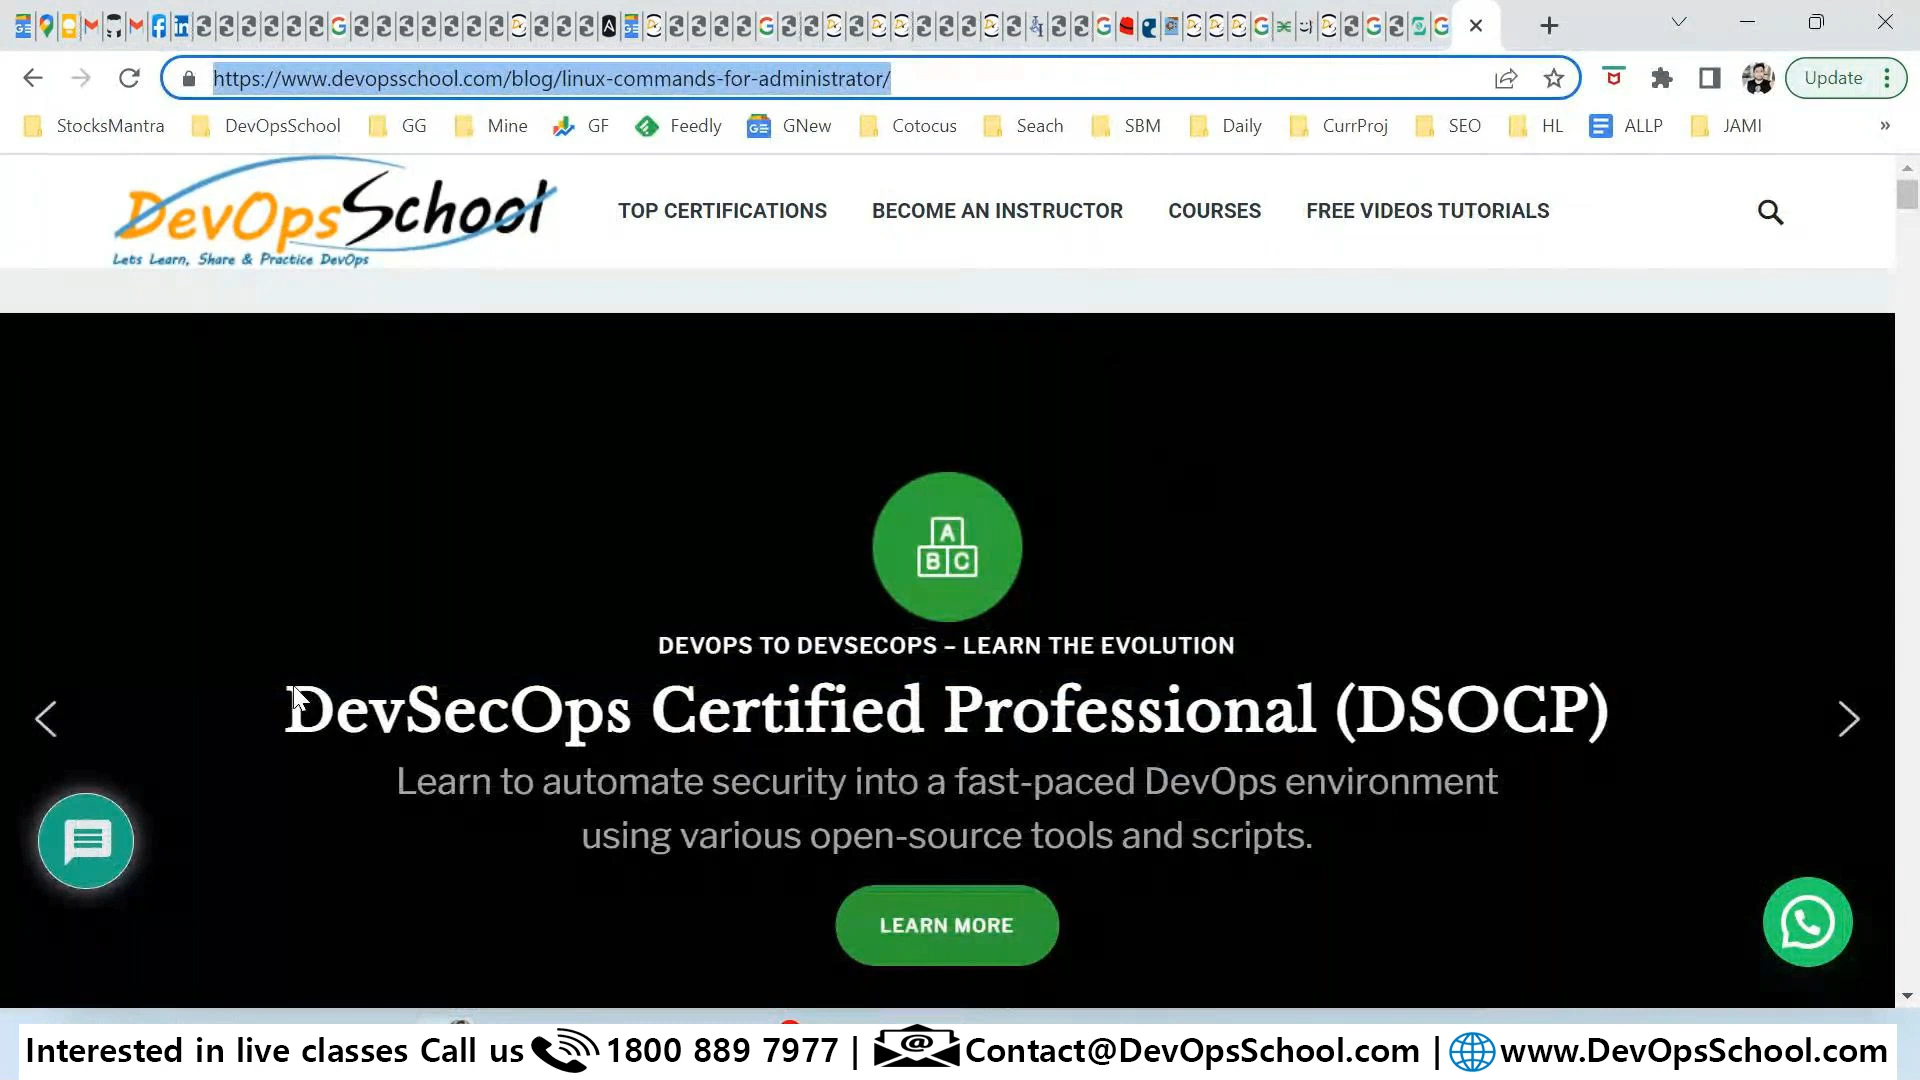 https://www.devopsschool.com/blog/linux-commands-for-administrator/
Update
StocksMantra DevOpsSchool GG Mine GF Feedly GNew Cotocus Seach SBM Daily CurrProj SEO HL ALLP JAMI »
DevOpsSchool
Lets Learn, Share & Practice DevOps
TOP CERTIFICATIONS BECOME AN INSTRUCTOR COURSES FREE VIDEOS TUTORIALS
A
B C
DEVOPS TO DEVSECOPS – LEARN THE EVOLUTION
DevSecOps Certified Professional (DSOCP)
Learn to automate security into a fast-paced DevOps environment
using various open-source tools and scripts.
LEARN MORE
Interested in live classes Call us 1800 889 7977 | Contact@DevOpsSchool.com | www.DevOpsSchool.com